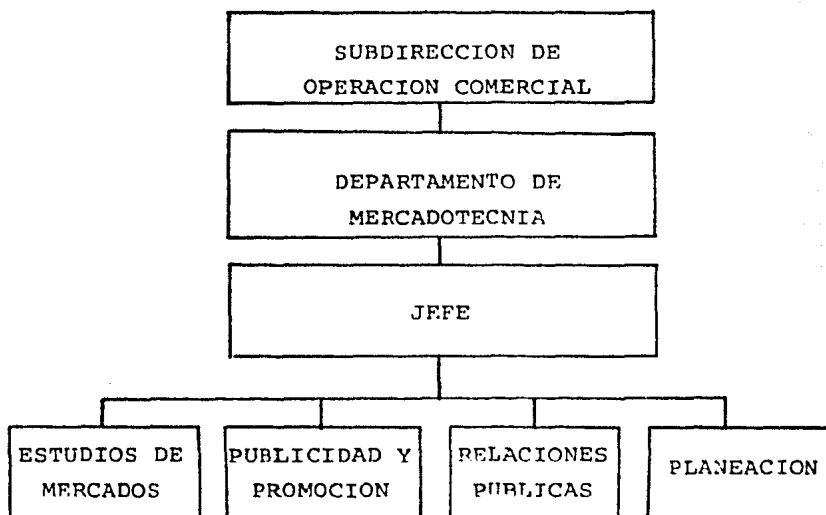 SUBDIRECCION DE
OPERACION COMERCIAL
DEPARTAMENTO DE
MERCADOTECNIA
JEFE
ESTUDIOS DE
MERCADOS
PUBLICIDAD Y
PROMOCION
RELACIONES
PUBLICAS
PLANEACION